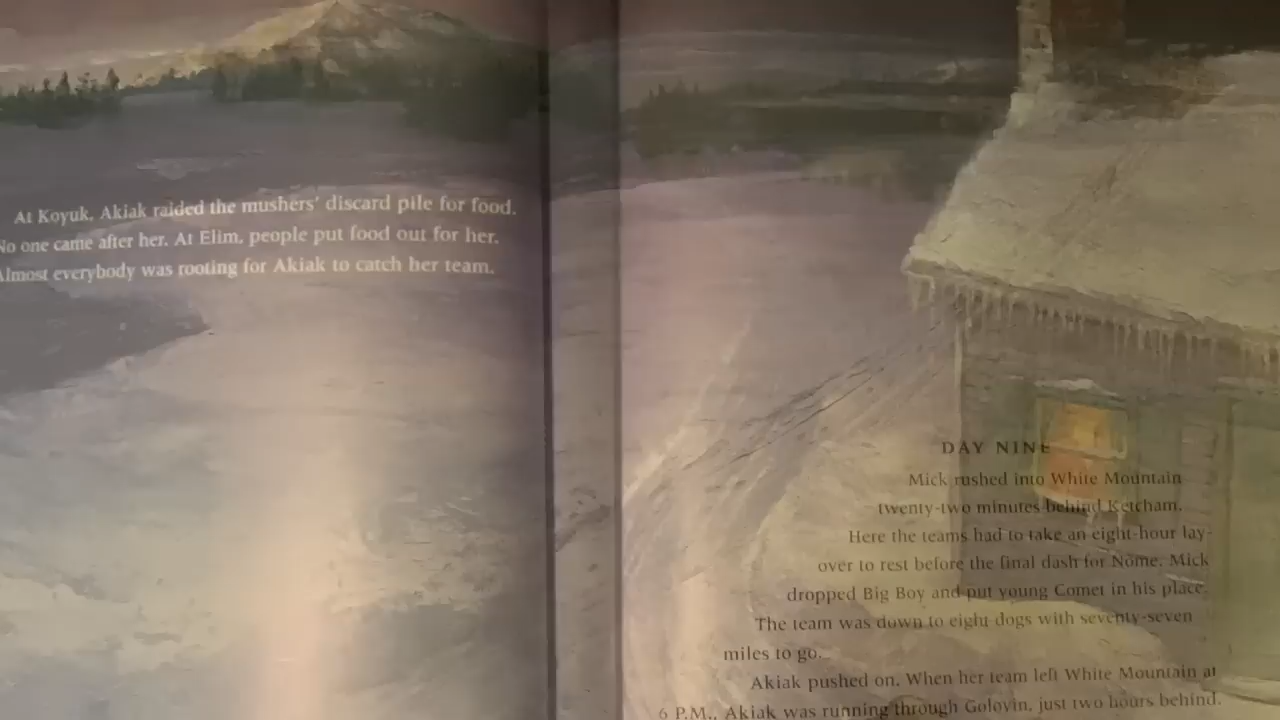 At Koyuk, Akiak raided the mushers' discard pile for food.
No one came after her. At Elim, people put food out for her.
Almost everybody was rooting for Akiak to catch her team.
DAY NINE
Mick rushed into White Mountain
twenty-two minutes behind Ketcham.
Here the teams had to take an eight-hour lay-
over to rest before the final dash for Nome. Mick
dropped Big Boy and put young Comet in his place.
The team was down to eight dogs with seventy-seven
miles to go.
Akiak pushed on. When her team left White Mountain at
6 P.M., Akiak was running through Golovin, just two hours behind.